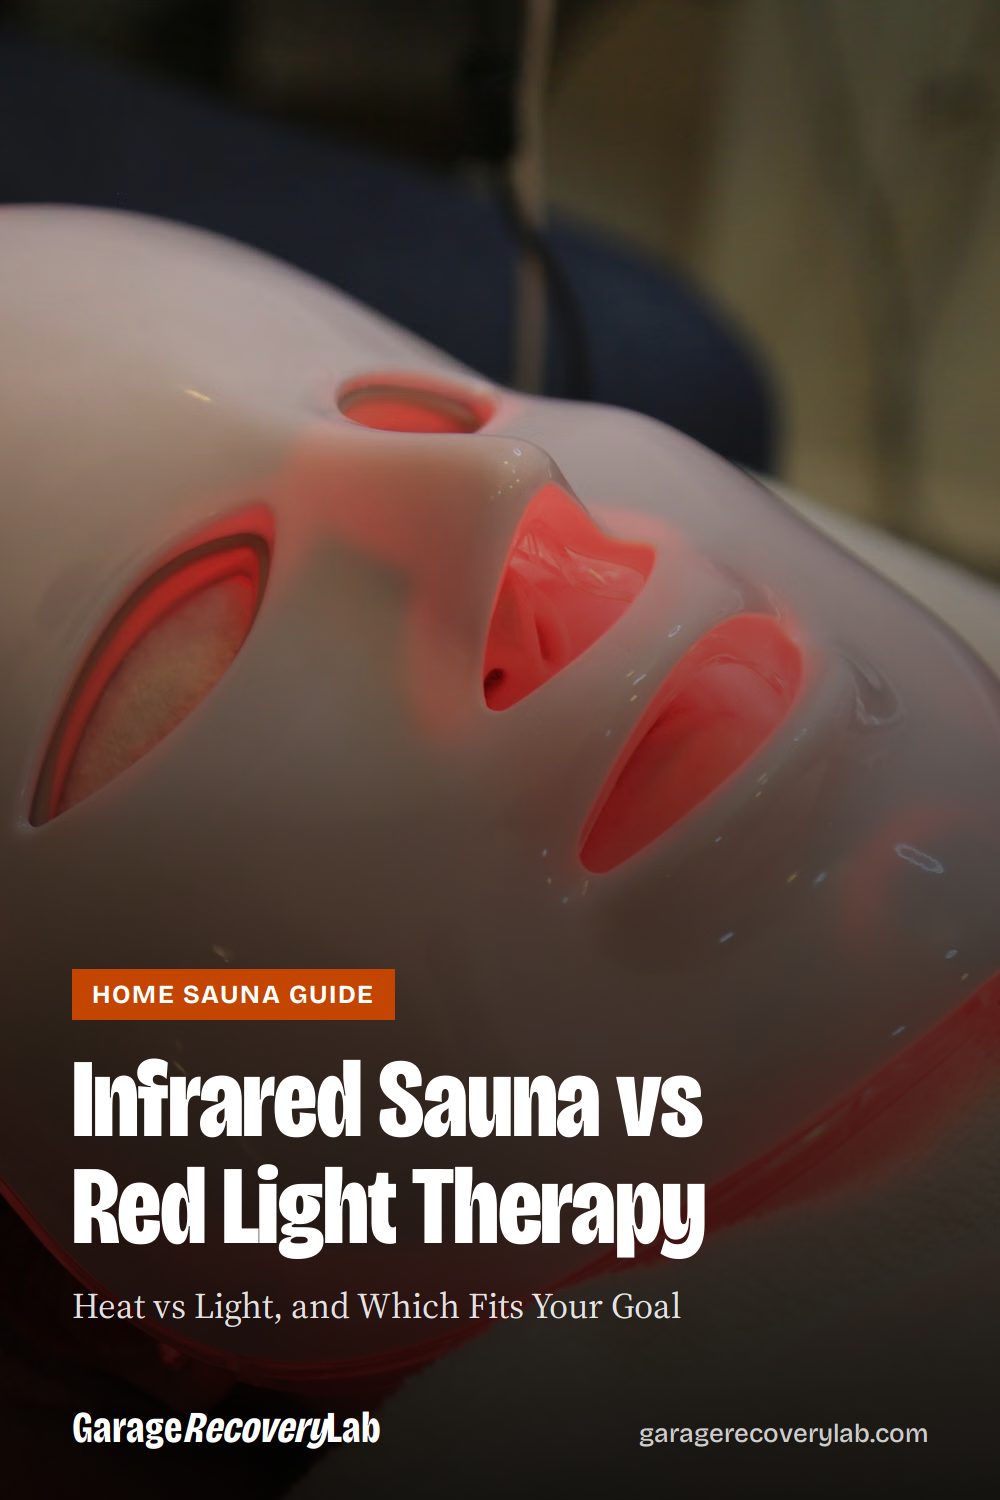 HOME SAUNA GUIDE
Infrared Sauna vs
Red Light Therapy
Heat vs Light, and Which Fits Your Goal
GarageRecoveryLab
garagerecoverylab.com